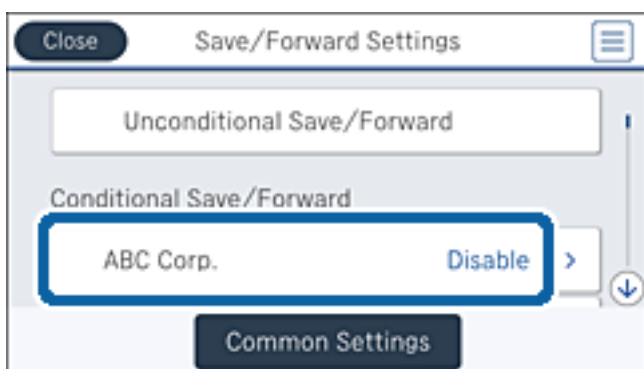 Close Save/Forward Settings
Unconditional Save/Forward
Conditional Save/Forward
ABC Corp. Disable >
Common Settings